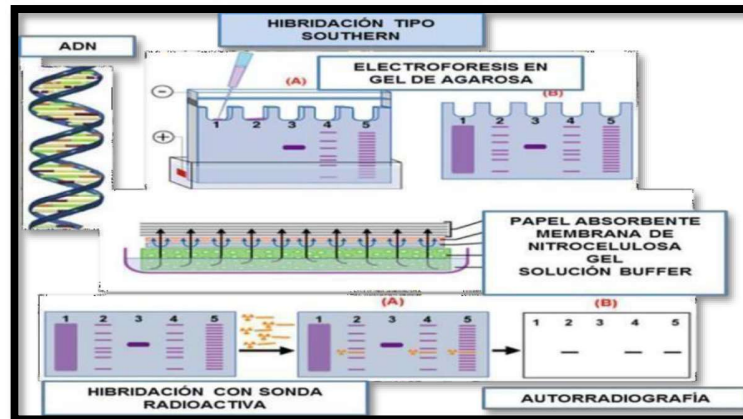 HIBRIDACIÓN TIPO
SOUTHERN
ADN
ELECTROFORESIS EN
GEL DE AGAROSA
(A)
(B)
1 2 3 4 5
1 2 3 4 5
PAPEL ABSORBENTE
MEMBRANA DE
NITROCELULOSA
GEL
SOLUCIÓN BUFFER
(A)
(B)
1 2 3 4 5
1 2 3 4 5
1 2 3 4 5
HIBRIDACIÓN CON SONDA
RADIOACTIVA
AUTORRADIOGRAFÍA